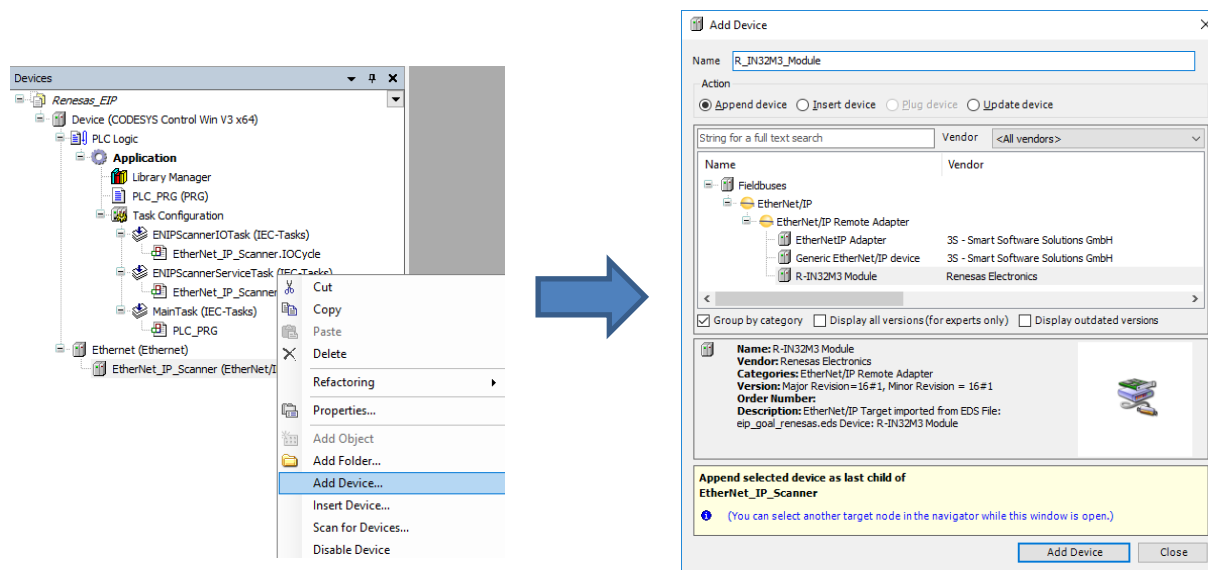 Devices
Renesas_EIP
Device (CODESYS Control Win V3 x64)
PLC Logic
Application
Library Manager
PLC_PRG (PRG)
Task Configuration
ENIPScannerIOTask (IEC-Tasks)
EtherNet_IP_Scanner.IOCycle
ENIPScannerServiceTask (IEC-Tasks)
EtherNet_IP_Scanner
MainTask (IEC-Tasks)
PLC_PRG
Ethernet (Ethernet)
EtherNet_IP_Scanner (EtherNet/I
Cut
Copy
Paste
Delete
Refactoring
Properties...
Add Object
Add Folder...
Add Device...
Insert Device...
Scan for Devices...
Disable Device
Add Device
Name R_IN32M3_Module
Action
Append device Insert device Plug device Update device
String for a full text search Vendor <All vendors>
Name Vendor
Fieldbuses
EtherNet/IP
EtherNet/IP Remote Adapter
EtherNetIP Adapter 3S - Smart Software Solutions GmbH
Generic EtherNet/IP device 3S - Smart Software Solutions GmbH
R-IN32M3 Module Renesas Electronics
Group by category Display all versions (for experts only) Display outdated versions
Name: R-IN32M3 Module
Vendor: Renesas Electronics
Categories: EtherNet/IP Remote Adapter
Version: Major Revision=16#1, Minor Revision = 16#1
Order Number:
Description: EtherNet/IP Target imported from EDS File:
eip_goal_renesas.eds Device: R-IN32M3 Module
Append selected device as last child of
EtherNet_IP_Scanner
(You can select another target node in the navigator while this window is open.)
Add Device Close